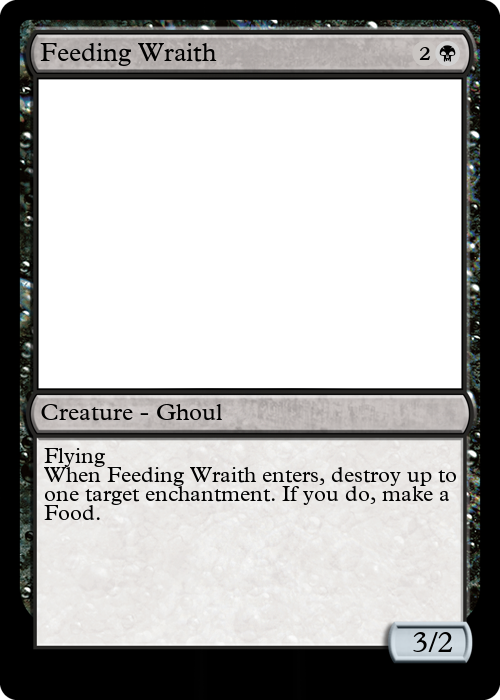 Feeding Wraith 2
Creature - Ghoul
Flying
When Feeding Wraith enters, destroy up to
one target enchantment. If you do, make a
Food.
3/2